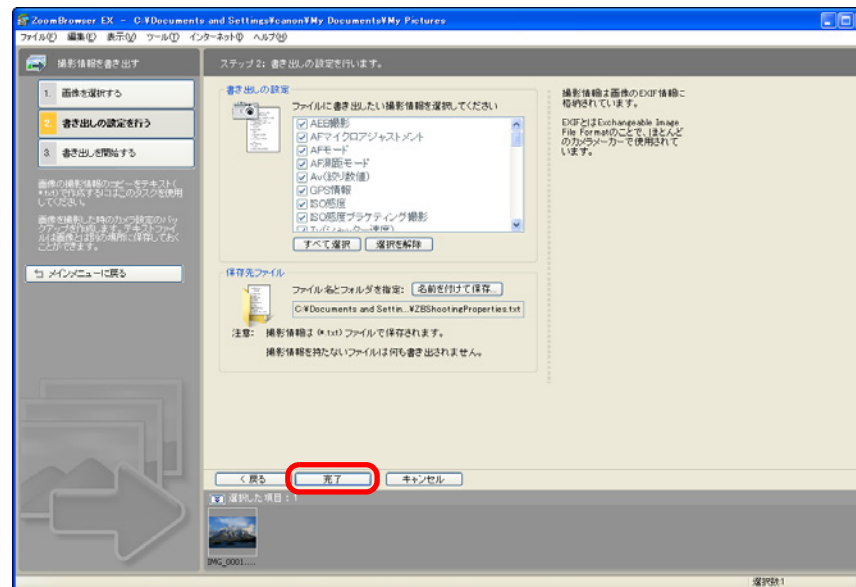 ZoomBrowser EX - C:¥Documents and Settings¥canon¥My Documents¥My Pictures
ファイル(F) 編集(E) 表示(V) ツール(T) インターネット(I) ヘルプ(H)
撮影情報を書き出す
ステップ2: 書き出しの設定を行います。
1. 画像を選択する
2. 書き出しの設定を行う
3. 書き出しを開始する
画像の撮影情報のコピーをテキスト(
*.txt)で作成するにはこのタスクを使用
してください。
画像を撮影した時のカメラ設定のバッ
クアップを作成します。テキストファイ
ルは画像とは別の場所に保存しておく
ことができます。
メインメニューに戻る
書き出しの設定
ファイルに書き出したい撮影情報を選択してください
AEB撮影
AFマイクロアジャストメント
AFモード
AF測距モード
Av(絞り数値)
GPS情報
ISO感度
ISO感度ブラケティング撮影
Tv(シャッター速度)
すべて選択 選択を解除
保存先ファイル
ファイル名とフォルダを指定: 名前を付けて保存...
C:¥Documents and Settin...¥ZBShootingProperties.txt
注意: 撮影情報は (*.txt) ファイルで保存されます。
撮影情報を持たないファイルは何も書き出されません。
撮影情報は画像のEXIF情報に
格納されています。
EXIFとはExchangeable Image
File Formatのことで、ほとんど
のカメラメーカーで使用されて
います。
< 戻る 完了 キャンセル
選択した項目 : 1
IMG_0001....
選択数:1